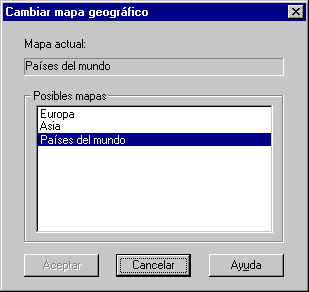 Cambiar mapa geográfico
Mapa actual:
Países del mundo
Posibles mapas
Europa
Asia
Países del mundo
Aceptar Cancelar Ayuda